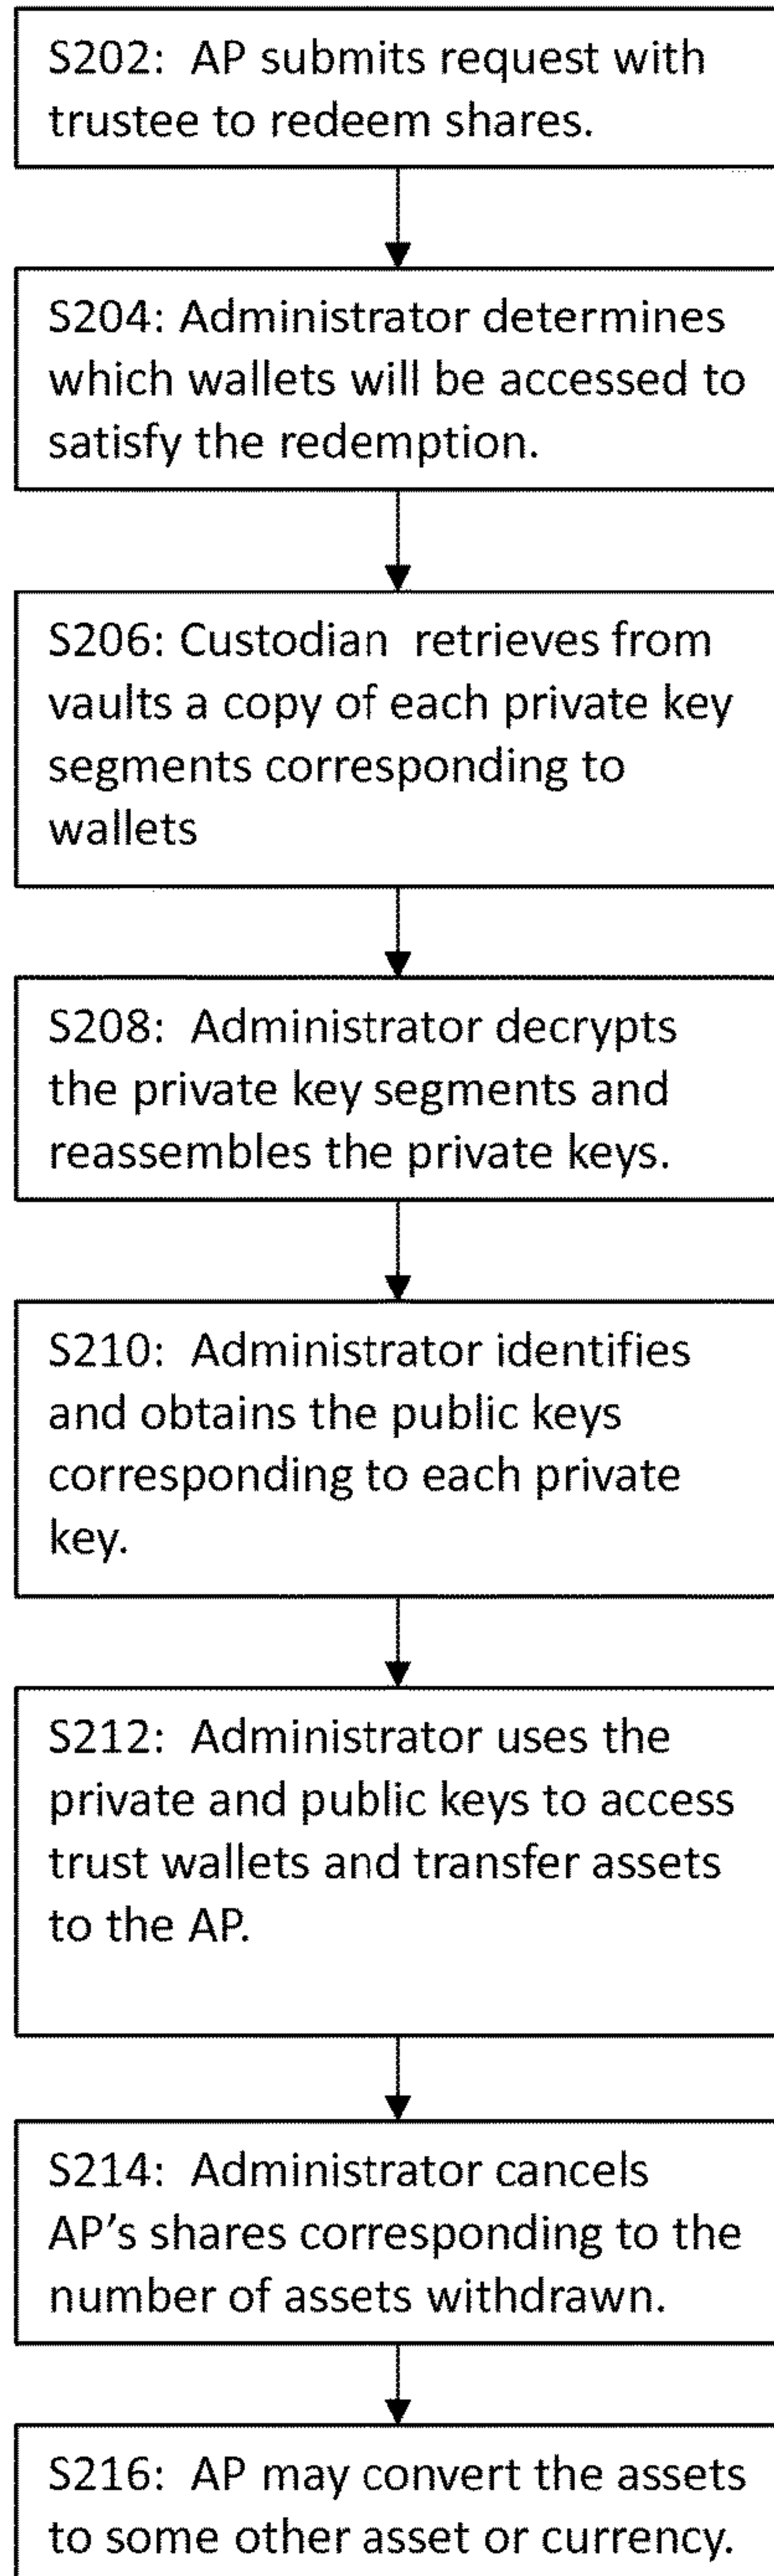 S202:  AP submits request with
trustee to redeem shares.
S204: Administrator determines
which wallets will be accessed to
satisfy the redemption.
S206: Custodian  retrieves from
vaults a copy of each private key
segments corresponding to
wallets
S208:  Administrator decrypts
the private key segments and
reassembles the private keys.
S210:  Administrator identifies
and obtains the public keys
corresponding to each private
key.
S212:  Administrator uses the
private and public keys to access
trust wallets and transfer assets
to the AP.
S214:  Administrator cancels
AP's shares corresponding to the
number of assets withdrawn.
S216:  AP may convert the assets
to some other asset or currency.